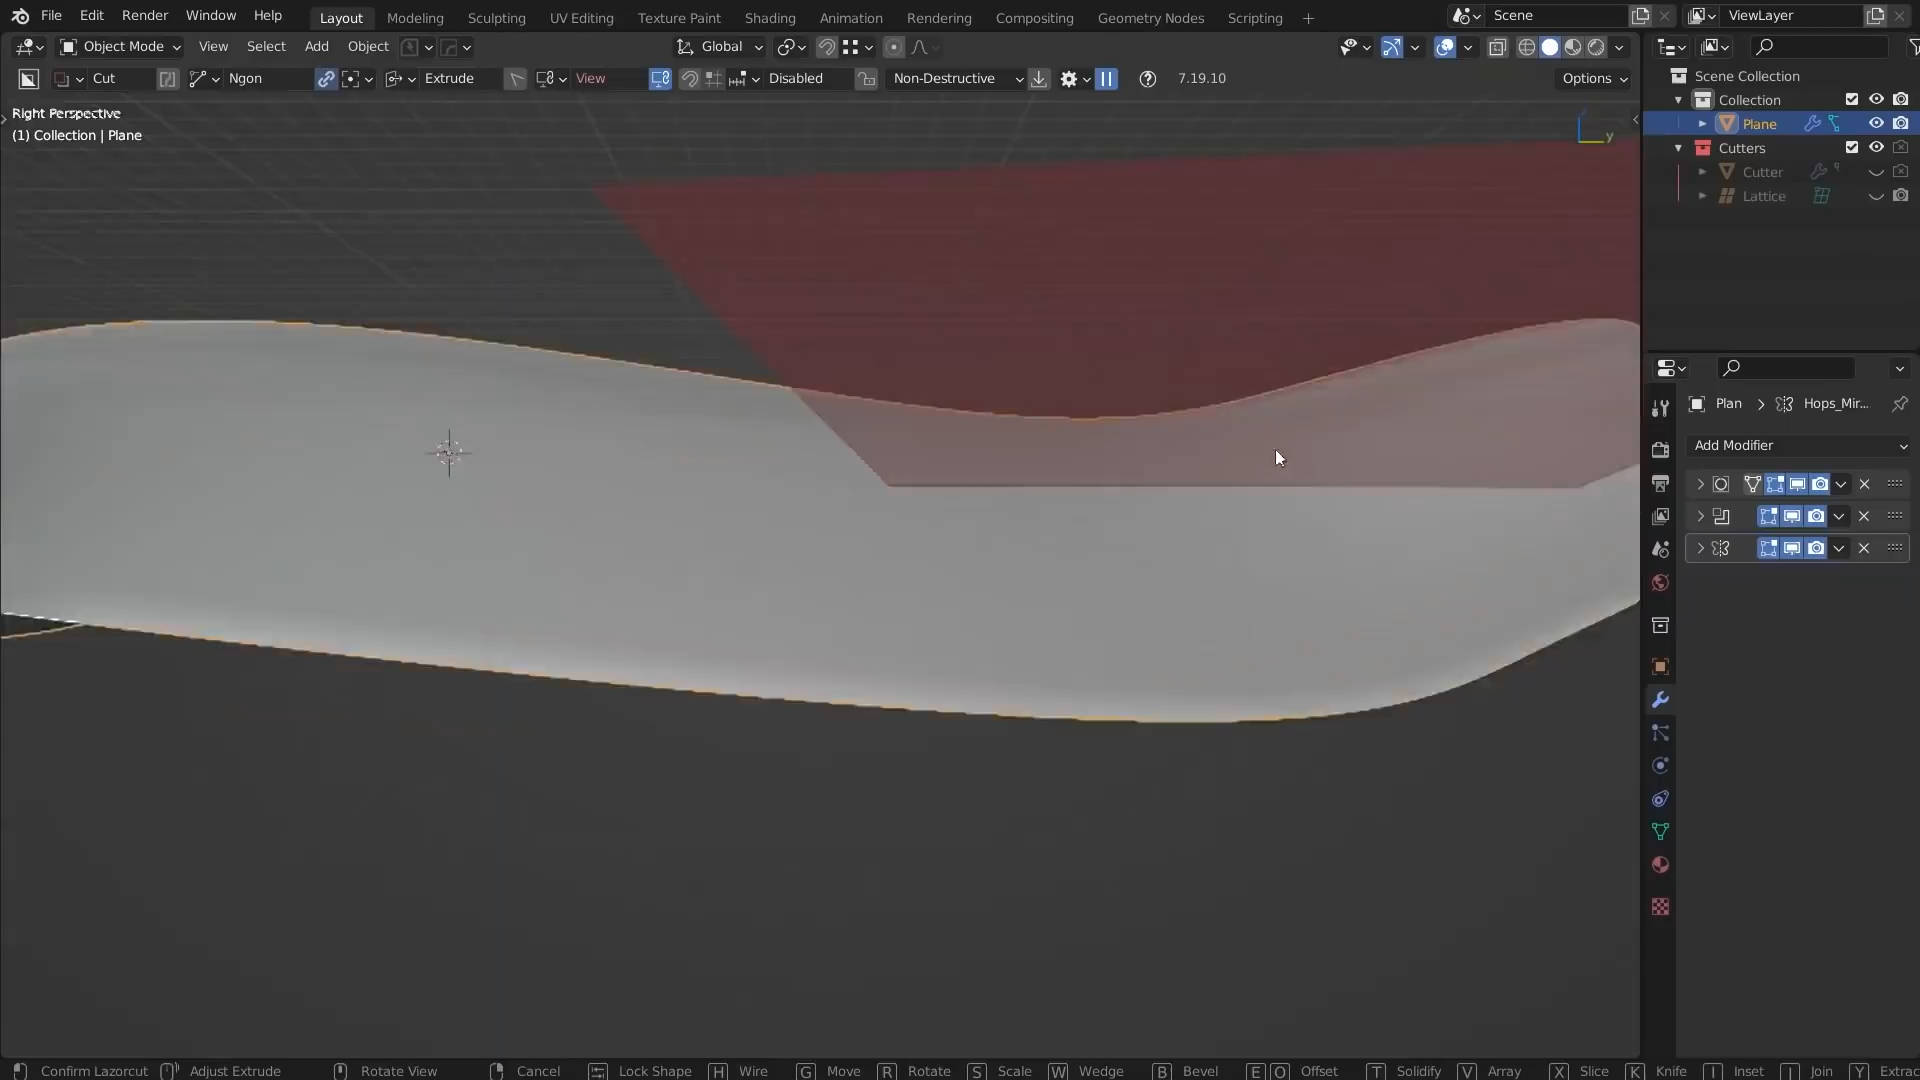 File Edit Render Window Help Layout Modeling Sculpting UV Editing Texture Paint Shading Animation Rendering Compositing Geometry Nodes Scripting + Scene ViewLayer
Object Mode View Select Add Object Global
Cut Ngon Extrude View Disabled Non-Destructive 7.19.10 Options
Right Perspective
(1) Collection | Plane
y
Scene Collection
Collection
Plane
Cutters
Cutter
Lattice
Plan > Hops_Mir...
Add Modifier
Confirm Lazorcut Adjust Extrude Rotate View Cancel Lock Shape H Wire G Move R Rotate S Scale W Wedge B Bevel E O Offset T Solidify V Array X Slice K Knife I Inset J Join Y Extrac